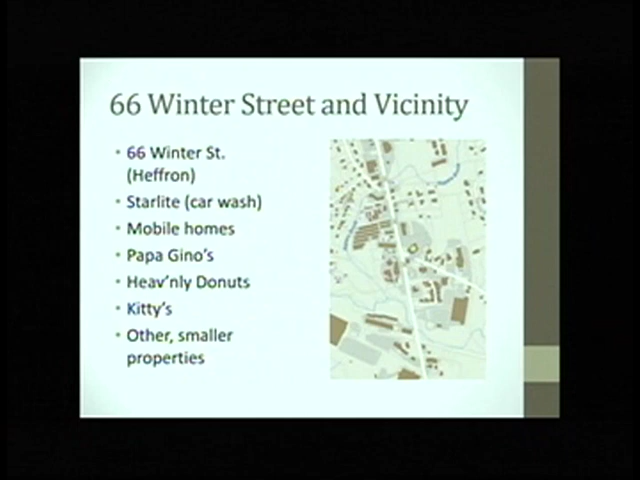 66 Winter Street and Vicinity
• 66 Winter St.
(Heffron)
• Starlite (car wash)
• Mobile homes
• Papa Gino's
• Heav'nly Donuts
• Kitty's
• Other, smaller
properties